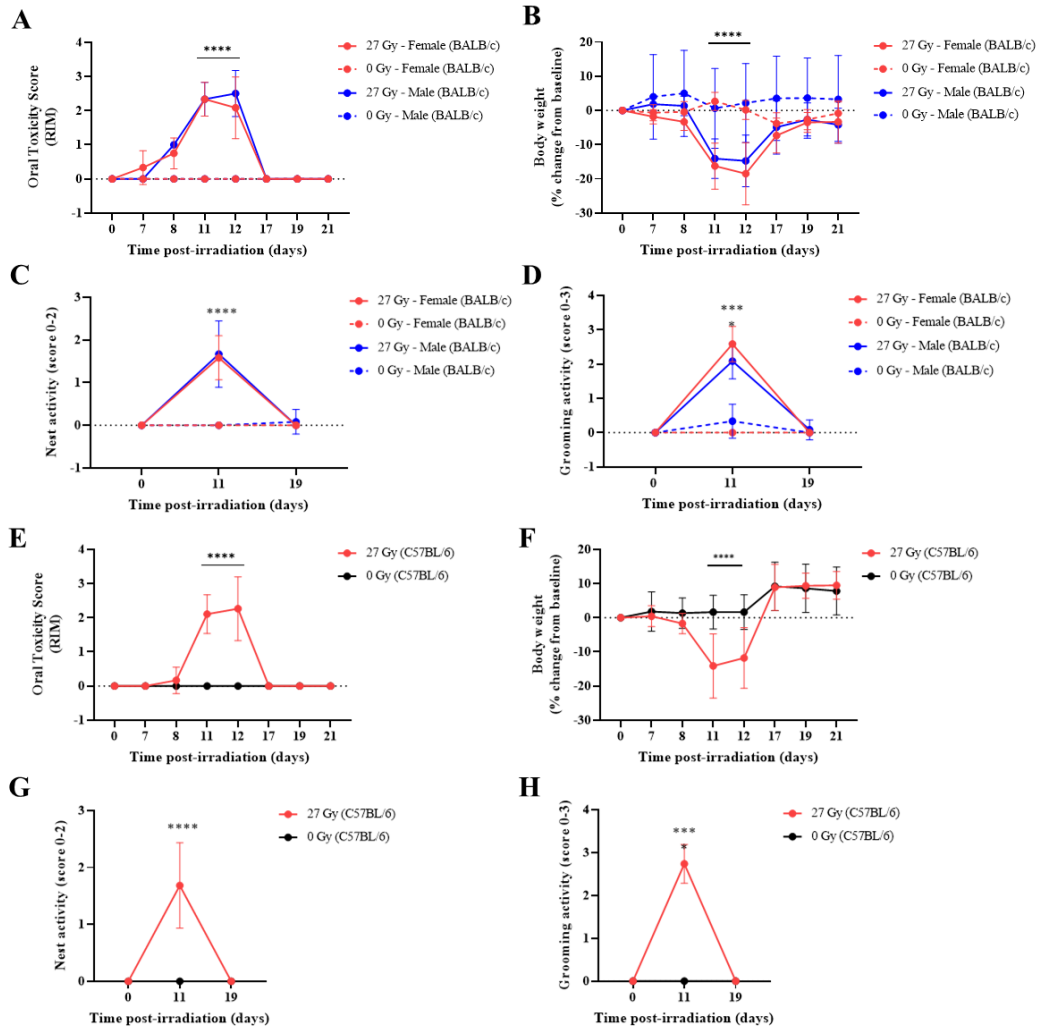 A
Oral Toxicity Score
(RIM)
4
3
2
1
0
-1
0 7 8 11 12 17 19 21
Time post-irradiation (days)
****
27 Gy - Female (BALB/c)
0 Gy - Female (BALB/c)
27 Gy - Male (BALB/c)
0 Gy - Male (BALB/c)
B
Body weight
(% change from baseline)
20
10
0
-10
-20
-30
0 7 8 11 12 17 19 21
Time post-irradiation (days)
****
27 Gy - Female (BALB/c)
0 Gy - Female (BALB/c)
27 Gy - Male (BALB/c)
0 Gy - Male (BALB/c)
C
Nest activity (score 0-2)
3
2
1
0
-1
0 11 19
Time post-irradiation (days)
****
27 Gy - Female (BALB/c)
0 Gy - Female (BALB/c)
27 Gy - Male (BALB/c)
0 Gy - Male (BALB/c)
D
Grooming activity (score 0-3)
4
3
2
1
0
-1
0 11 19
Time post-irradiation (days)
***
*
27 Gy - Female (BALB/c)
0 Gy - Female (BALB/c)
27 Gy - Male (BALB/c)
0 Gy - Male (BALB/c)
E
Oral Toxicity Score
(RIM)
4
3
2
1
0
-1
0 7 8 11 12 17 19 21
Time post-irradiation (days)
****
27 Gy (C57BL/6)
0 Gy (C57BL/6)
F
Body weight
(% change from baseline)
20
10
0
-10
-20
-30
0 7 8 11 12 17 19 21
Time post-irradiation (days)
****
27 Gy (C57BL/6)
0 Gy (C57BL/6)
G
Nest activity (score 0-2)
3
2
1
0
0 11 19
Time post-irradiation (days)
****
27 Gy (C57BL/6)
0 Gy (C57BL/6)
H
Grooming activity (score 0-3)
4
3
2
1
0
0 11 19
Time post-irradiation (days)
***
*
27 Gy (C57BL/6)
0 Gy (C57BL/6)